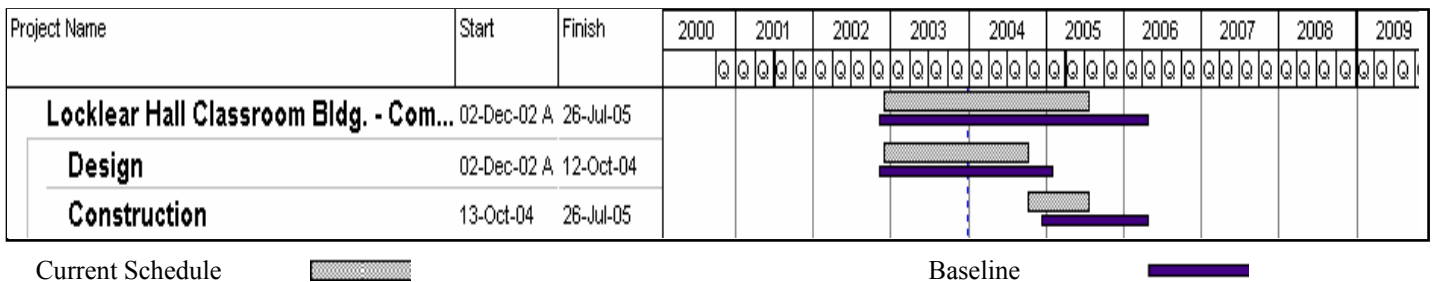 Project Name Start Finish 2000 2001 2002 2003 2004 2005 2006 2007 2008 2009
Q Q Q Q Q Q Q Q Q Q Q Q Q Q Q Q Q Q Q Q Q Q Q Q Q Q Q Q Q Q Q Q Q Q Q Q
Locklear Hall Classroom Bldg. - Com... 02-Dec-02 A 26-Jul-05
Design 02-Dec-02 A 12-Oct-04
Construction 13-Oct-04 26-Jul-05
Current Schedule Baseline